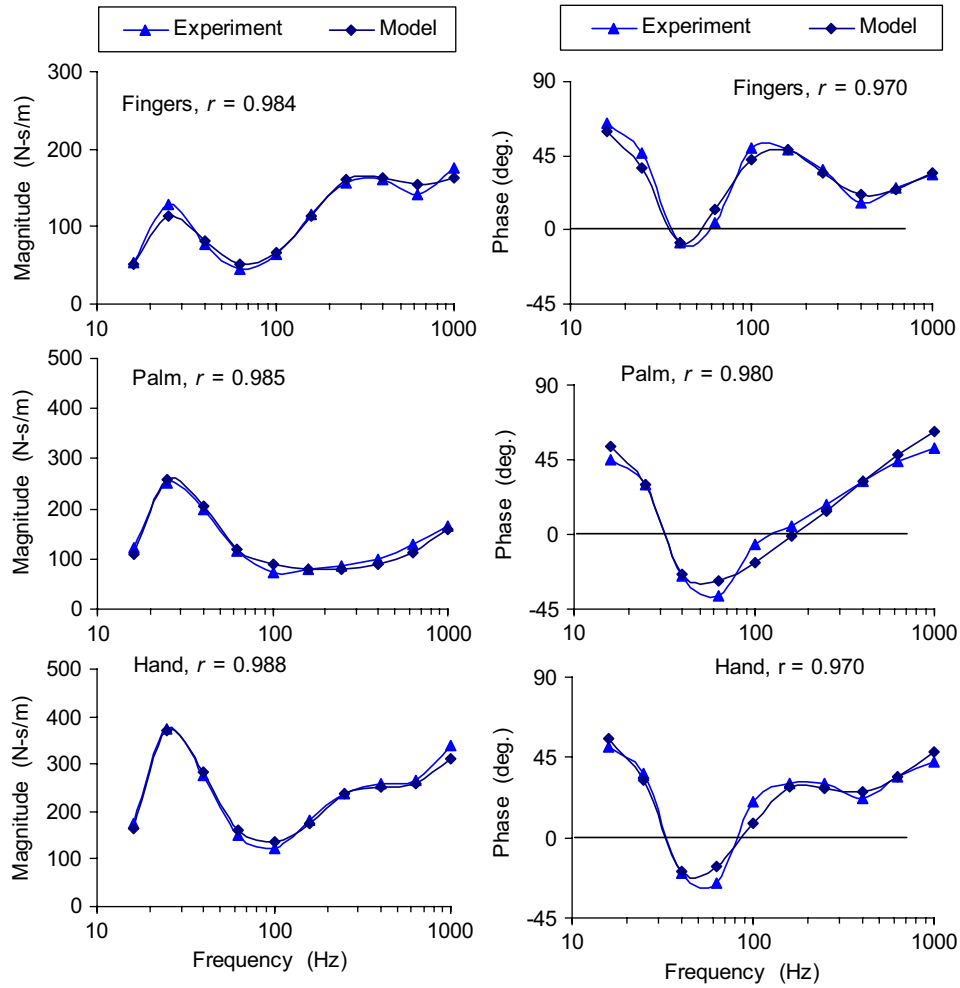 Experiment Model
Experiment Model
Fingers, r = 0.984
Magnitude (N-s/m)
300
200
100
0
10 100 1000
Fingers, r = 0.970
Phase (deg.)
90
45
0
-45
10 100 1000
Palm, r = 0.985
Magnitude (N-s/m)
500
400
300
200
100
0
10 100 1000
Palm, r = 0.980
Phase (deg.)
90
45
0
-45
10 100 1000
Hand, r = 0.988
Magnitude (N-s/m)
500
400
300
200
100
0
10 100 1000
Frequency (Hz)
Hand, r = 0.970
Phase (deg.)
90
45
0
-45
10 100 1000
Frequency (Hz)